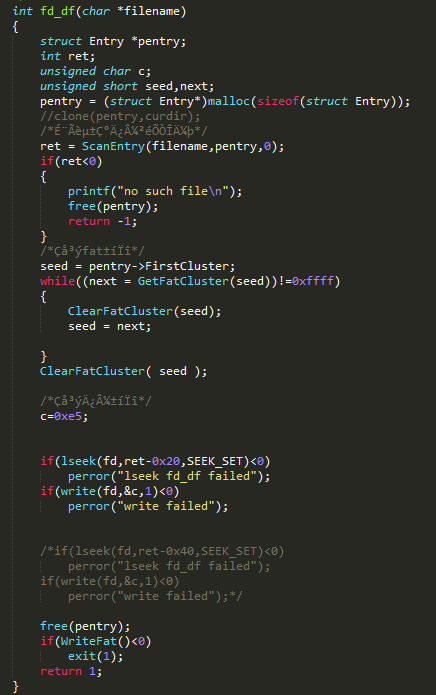 int fd_df(char *filename)
{
struct Entry *pentry;
int ret;
unsigned char c;
unsigned short seed,next;
pentry = (struct Entry*)malloc(sizeof(struct Entry));
//clone(pentry,curdir);
/*É¨Ãèµ±Ç°Ä¿Â¼²éÕÒÎÄ¼þ*/
ret = ScanEntry(filename,pentry,0);
if(ret<0)
{
printf("no such file\n");
free(pentry);
return -1;
}
/*Çå³ýfat±íÏî*/
seed = pentry->FirstCluster;
while((next = GetFatCluster(seed))!=0xffff)
{
ClearFatCluster(seed);
seed = next;
}
ClearFatCluster( seed );
/*Çå³ýÄ¿Â¼±íÏî*/
c=0xe5;
if(lseek(fd,ret-0x20,SEEK_SET)<0)
perror("lseek fd_df failed");
if(write(fd,&c,1)<0)
perror("write failed");
/*if(lseek(fd,ret-0x40,SEEK_SET)<0)
perror("lseek fd_df failed");
if(write(fd,&c,1)<0)
perror("write failed");*/
free(pentry);
if(WriteFat()<0)
exit(1);
return 1;
}